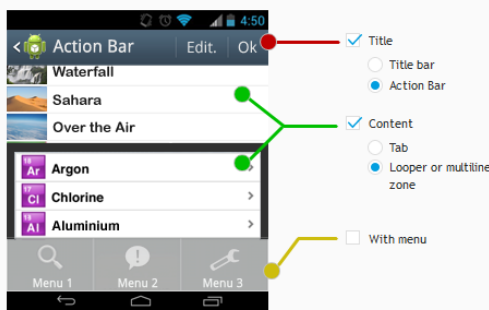 4:50
Action Bar
Edit.
Ok
Waterfall
Sahara
Over the Air
18
Ar
Argon
17
Cl
Chlorine
Al
Aluminium
Menu 1
Menu 2
Menu 3
Title
Title bar
Action Bar
Content
Tab
Looper or multiline
zone
With menu